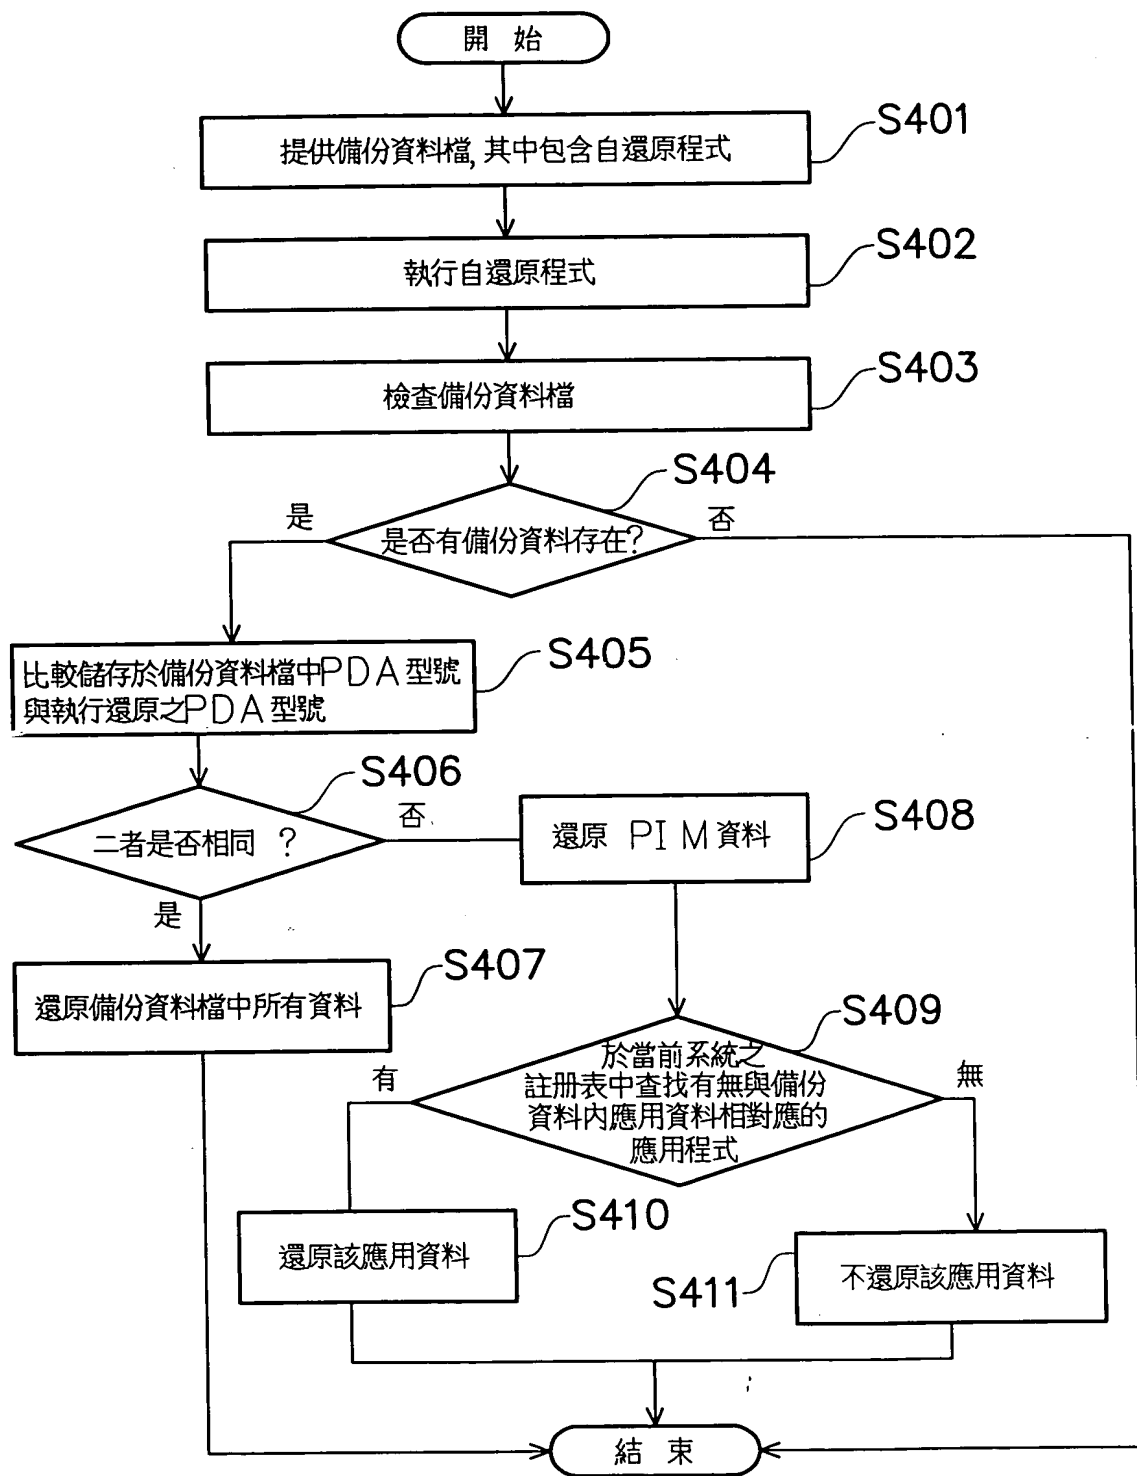 開 始
提供備份資料檔, 其中包含自還原程式
S401
執行自還原程式
S402
檢查備份資料檔
S403
S404
是
是否有備份資料存在?
否
比較儲存於備份資料檔中PDA 型號
與執行還原之PDA 型號
S405
S406
二者是否相同 ?
否
是
還原 PIM 資料
S408
還原備份資料檔中所有資料
S407
S409
有
於當前系統之
註册表中查找有無與備份
資料內應用資料相對應的
應用程式
無
還原該應用資料
S410
不還原該應用資料
S411
結 束